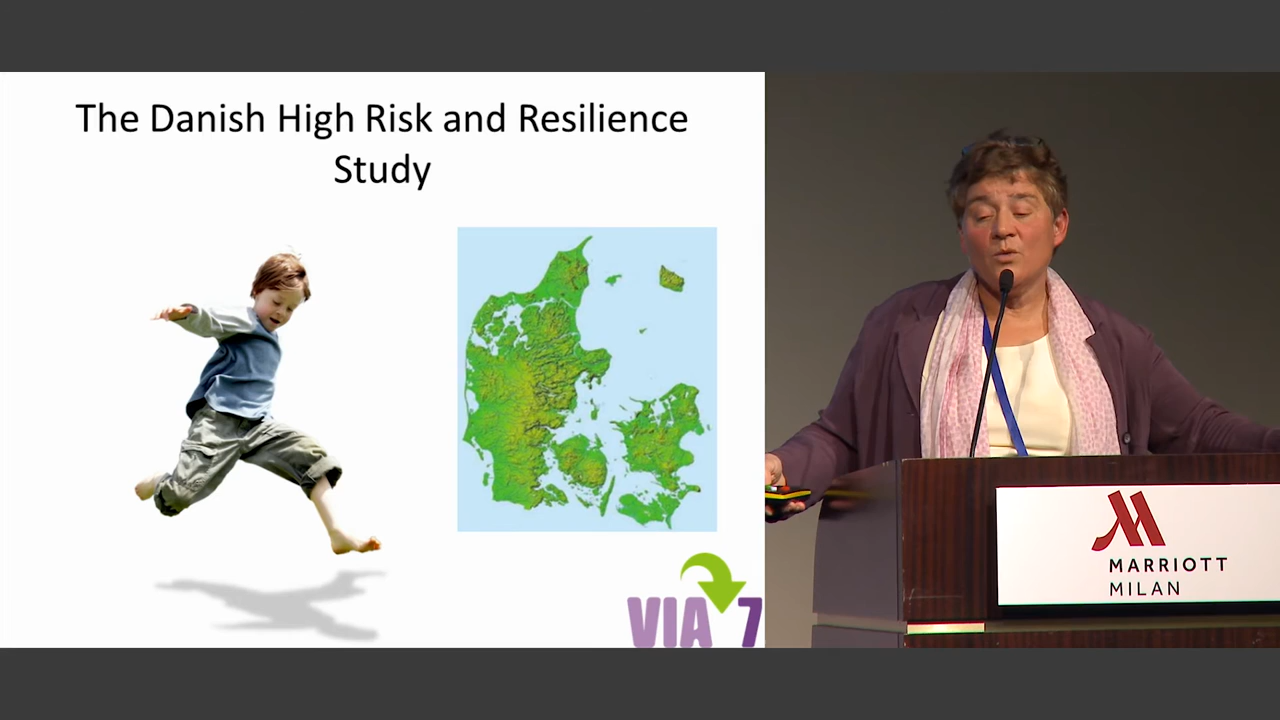 The Danish High Risk and Resilience
Study
VIA 7
MARRIOTT
MILAN